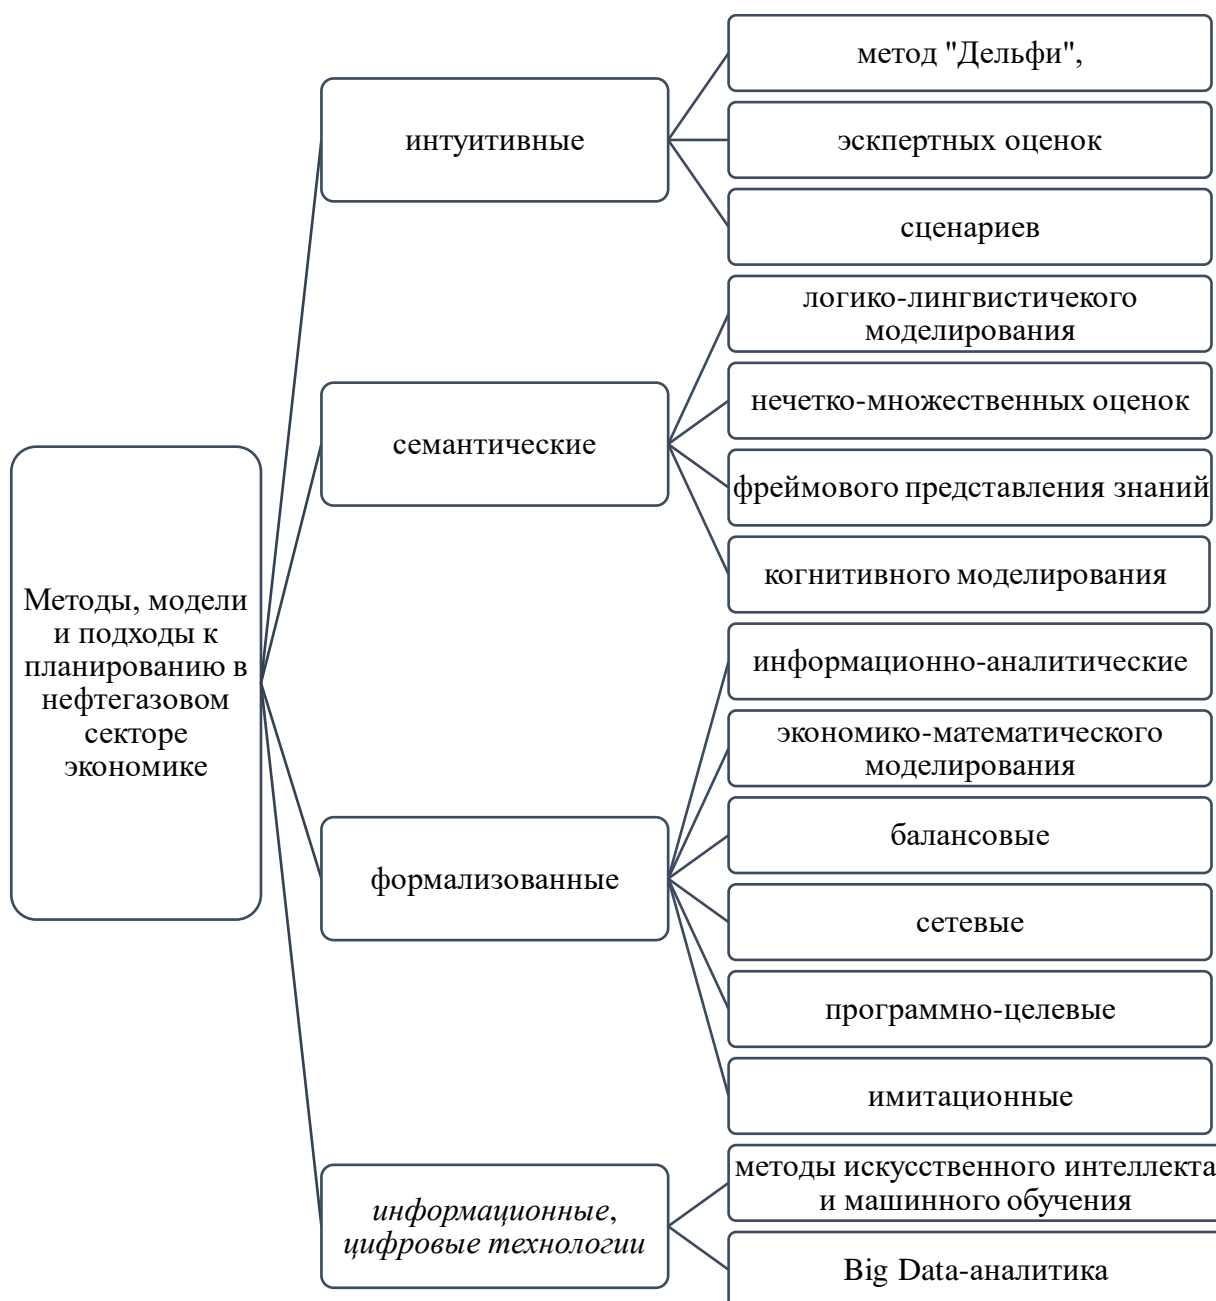 Методы, модели
и подходы к
планированию в
нефтегазовом
секторе
экономике
интуитивные
метод "Дельфи",
эскпертных оценок
сценариев
семантические
логико-лингвистичекого
моделирования
нечетко-множественных оценок
фреймового представления знаний
когнитивного моделирования
формализованные
информационно-аналитические
экономико-математического
моделирования
балансовые
сетевые
программно-целевые
имитационные
информационные,
цифровые технологии
методы искусственного интеллекта
и машинного обучения
Big Data-аналитика